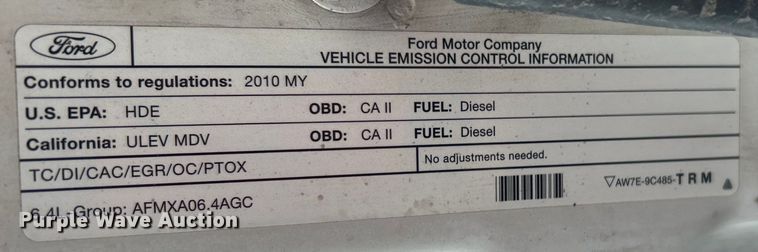 Ford
Ford Motor Company
VEHICLE EMISSION CONTROL INFORMATION
Conforms to regulations: 2010 MY
U.S. EPA: HDE OBD: CA II FUEL: Diesel
California: ULEV MDV OBD: CA II FUEL: Diesel
TC/DI/CAC/EGR/OC/PTOX
No adjustments needed.
6.4L- Group: AFMXA06.4AGC
AW7E-9C485-TRM
Purple Wave Auction